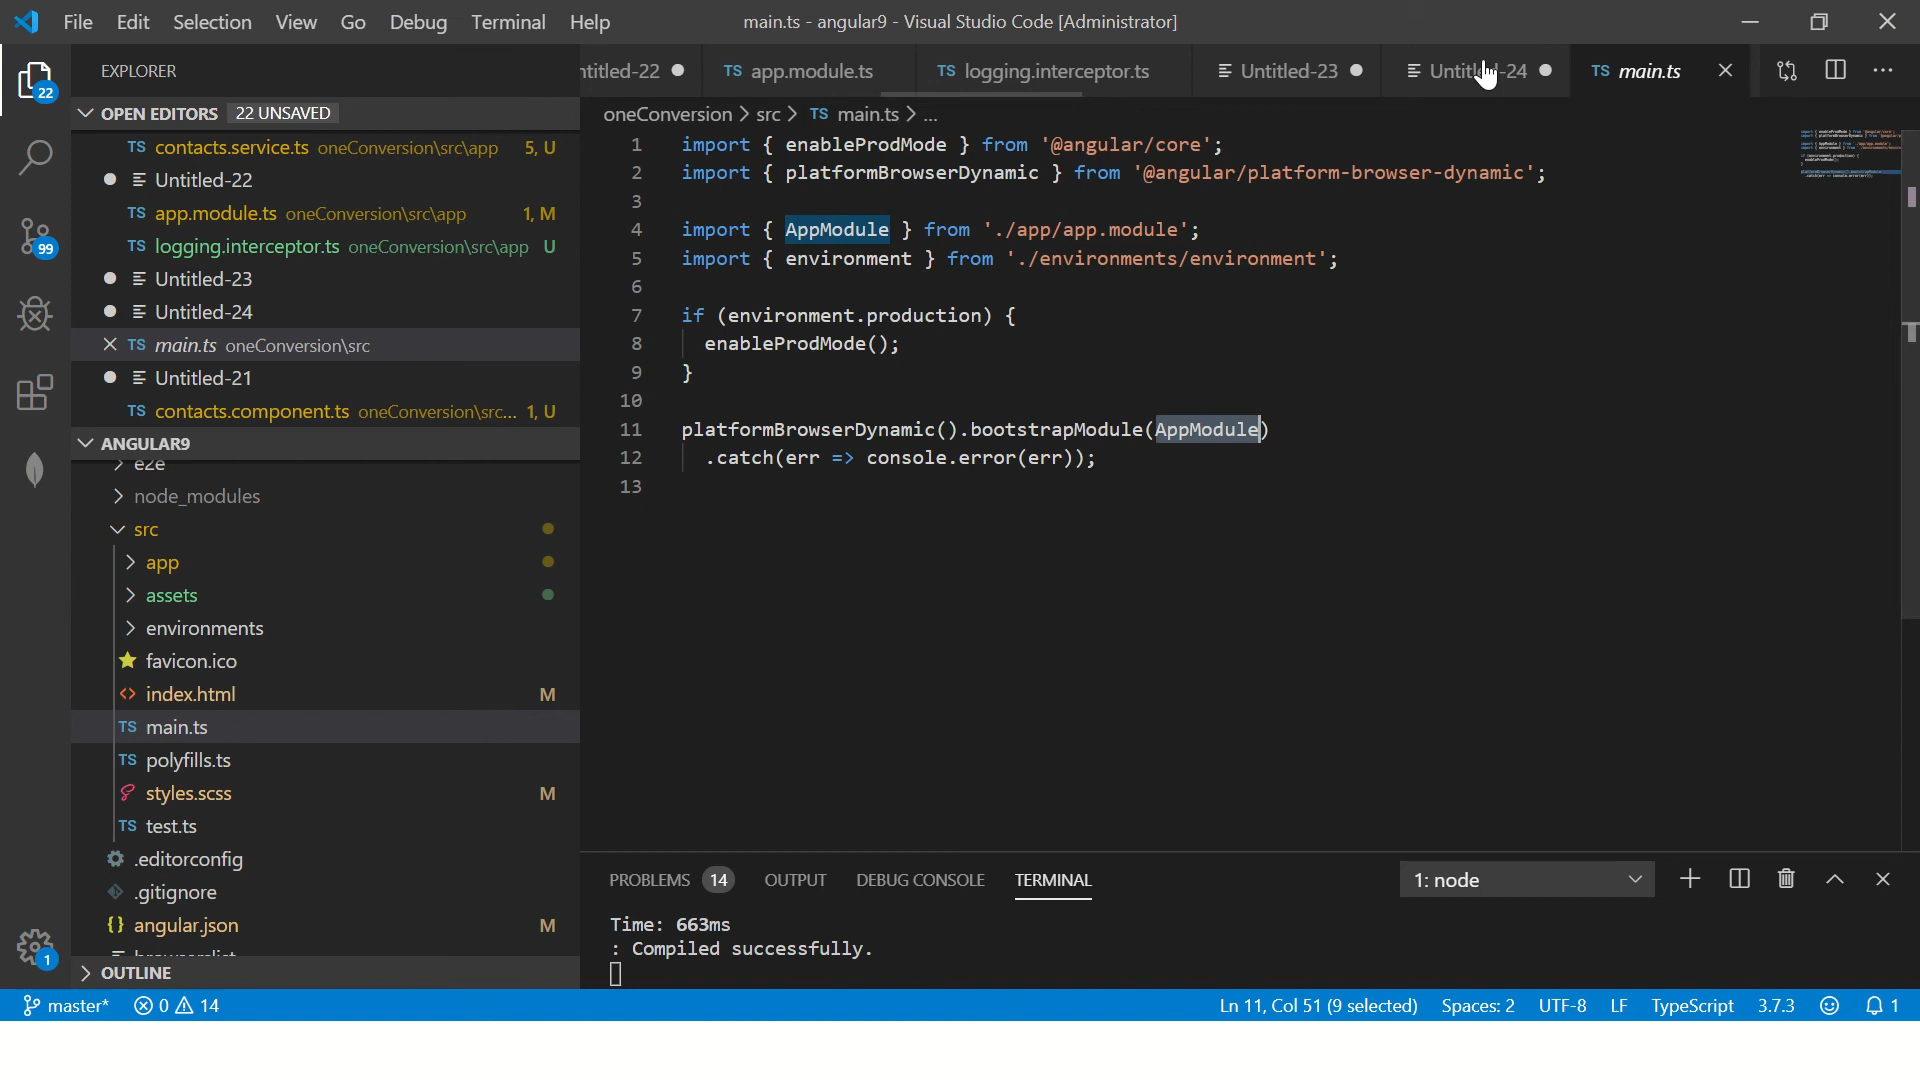 File Edit Selection View Go Debug Terminal Help
main.ts - angular9 - Visual Studio Code [Administrator]
EXPLORER
22
OPEN EDITORS 22 UNSAVED
TS contacts.service.ts oneConversion\src\app 5, U
Untitled-22
TS app.module.ts oneConversion\src\app 1, M
TS logging.interceptor.ts oneConversion\src\app U
99
Untitled-23
Untitled-24
TS main.ts oneConversion\src
Untitled-21
TS contacts.component.ts oneConversion\src... 1, U
ANGULAR9
e2e
node_modules
src
app
assets
environments
favicon.ico
index.html M
TS main.ts
TS polyfills.ts
styles.scss M
TS test.ts
.editorconfig
.gitignore
{} angular.json M
1
OUTLINE
ntitled-22 TS app.module.ts TS logging.interceptor.ts Untitled-23 TS main.ts
oneConversion > src > TS main.ts > ...
1 import { enableProdMode } from '@angular/core';
2 import { platformBrowserDynamic } from '@angular/platform-browser-dynamic';
3
4 import { AppModule } from './app/app.module';
5 import { environment } from './environments/environment';
6
7 if (environment.production) {
8 enableProdMode();
9 }
10
11 platformBrowserDynamic().bootstrapModule(AppModule)
12 .catch(err => console.error(err));
13
PROBLEMS 14 OUTPUT DEBUG CONSOLE TERMINAL 1: node
Time: 663ms
: Compiled successfully.
master* 0 14 Ln 11, Col 51 (9 selected) Spaces: 2 UTF-8 LF TypeScript 3.7.3 1